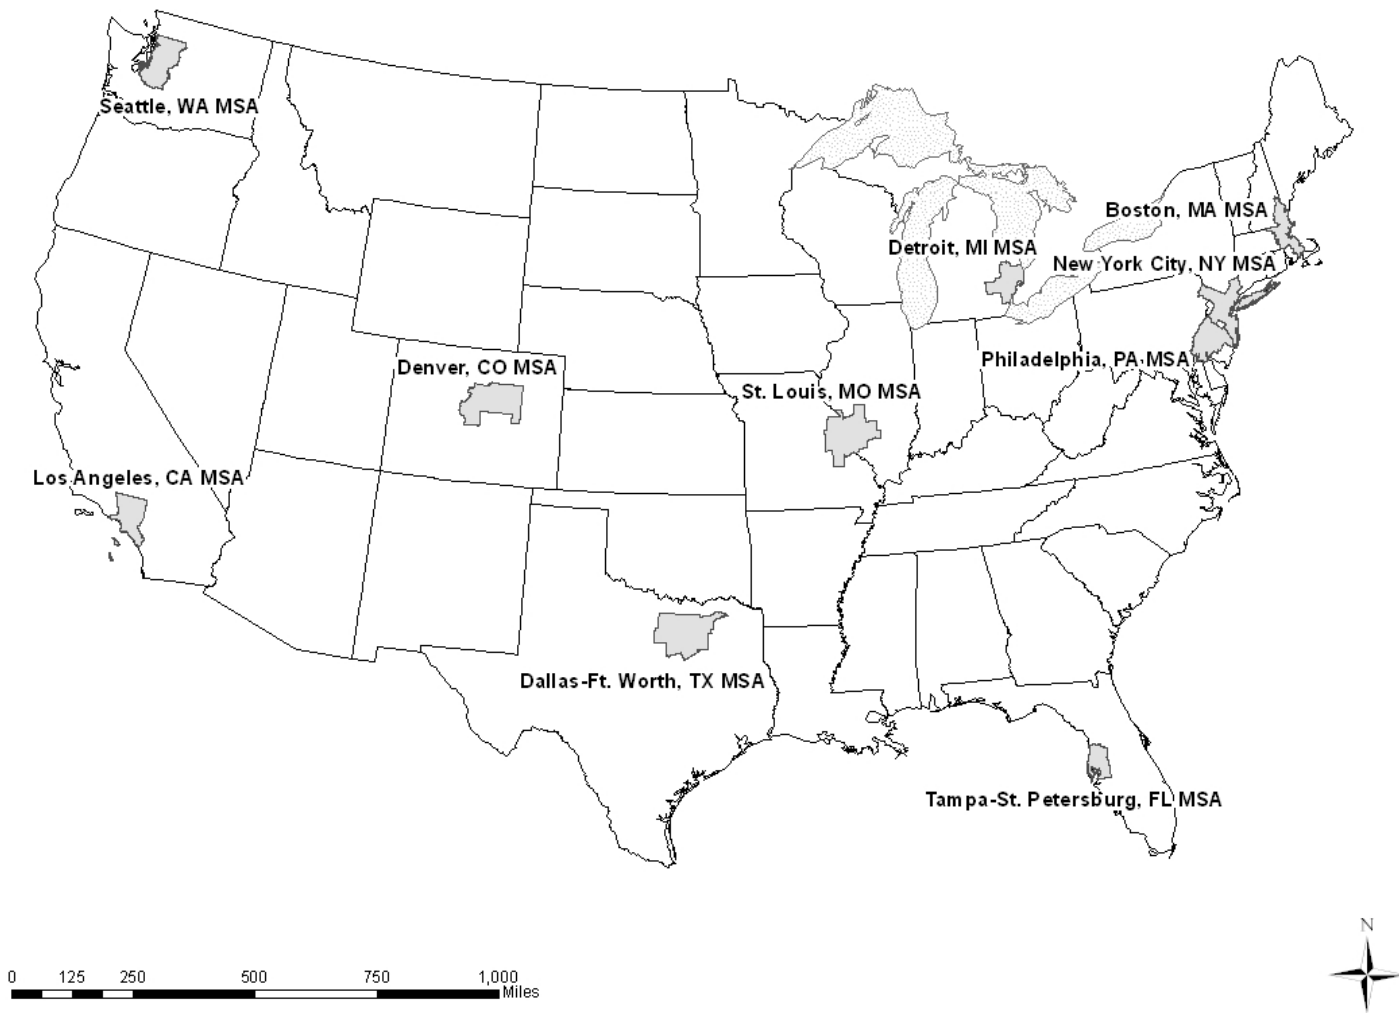 Seattle, WA MSA
Boston, MA MSA
Detroit, MI MSA
New York City, NY MSA
Philadelphia, PA MSA
Denver, CO MSA
St. Louis, MO MSA
Los Angeles, CA MSA
Dallas-Ft. Worth, TX MSA
Tampa-St. Petersburg, FL MSA
N
0 125 250 500 750 1,000
Miles